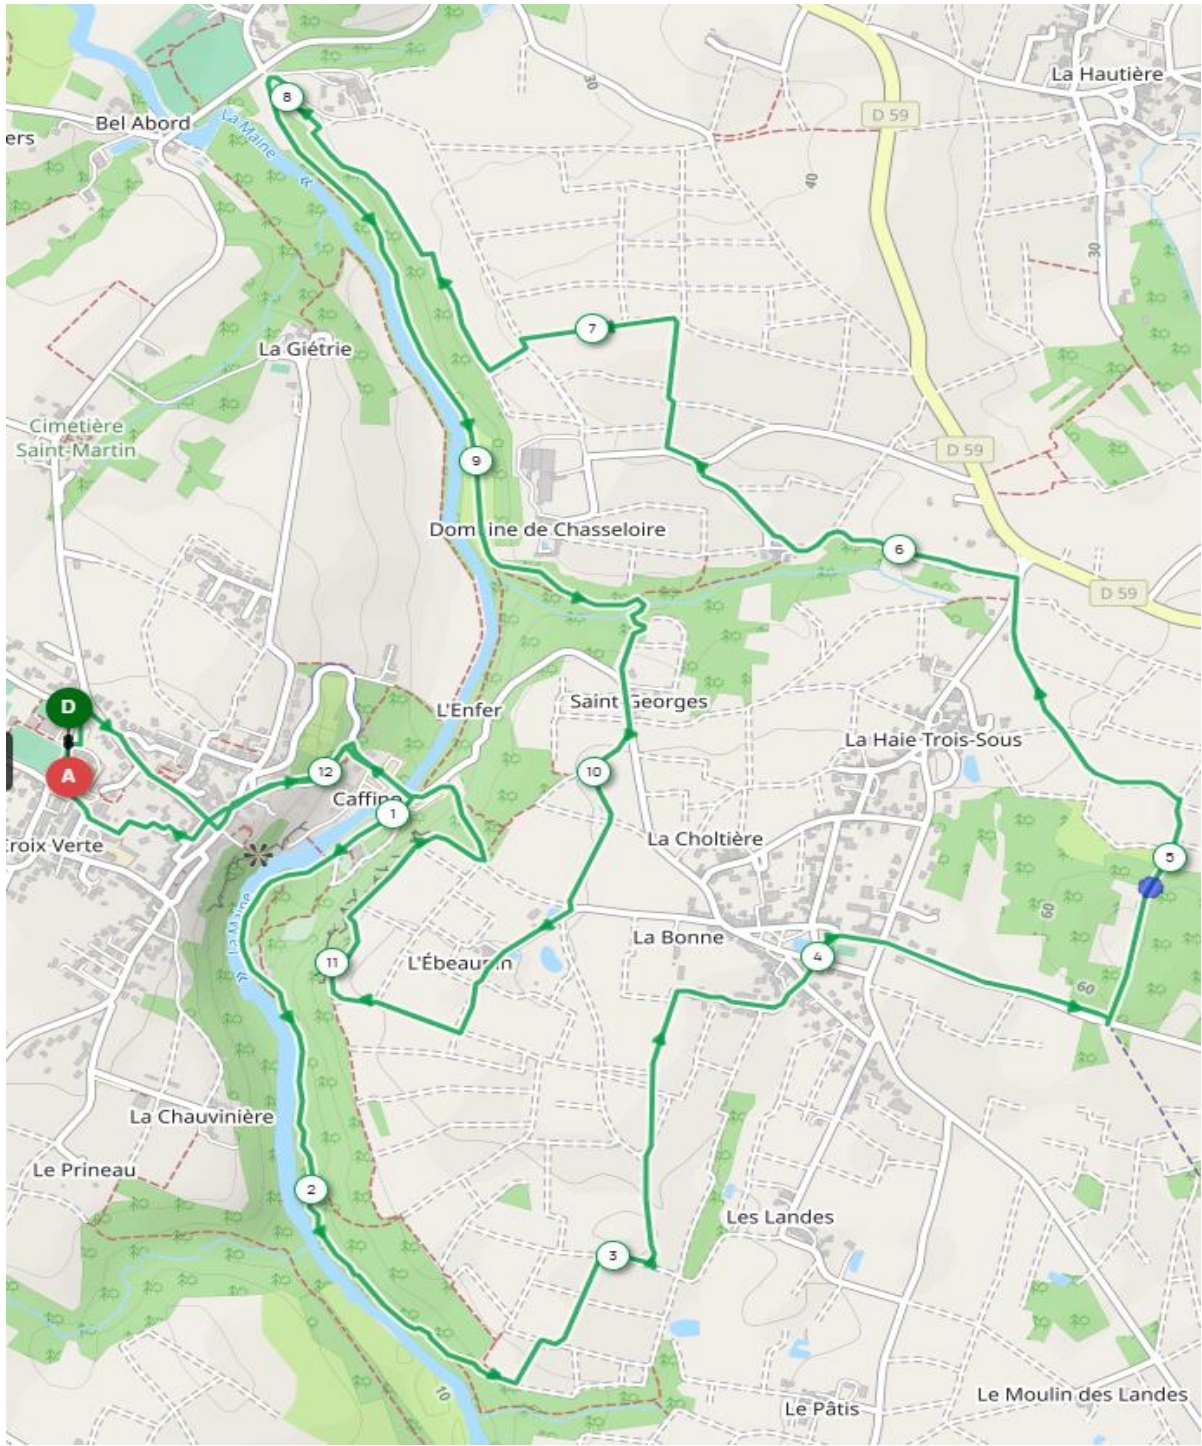 La Hautière
30
8
D 59
Bel Abord
La Maine
ers
40
30
7
La Giétrie
Cimetière
Saint-Martin
D 59
9
Domaine de Chasseloire
6
D 59
D
L'Enfer
Saint-Georges
La Haie Trois-Sous
A
12
10
Caffino
1
La Choltière
Croix Verte
5
60
La Maine
La Bonne
4
11
L'Ébeaupin
60
La Chauvinière
Le Prineau
2
Les Landes
3
10
Le Moulin des Landes
Le Pâtis